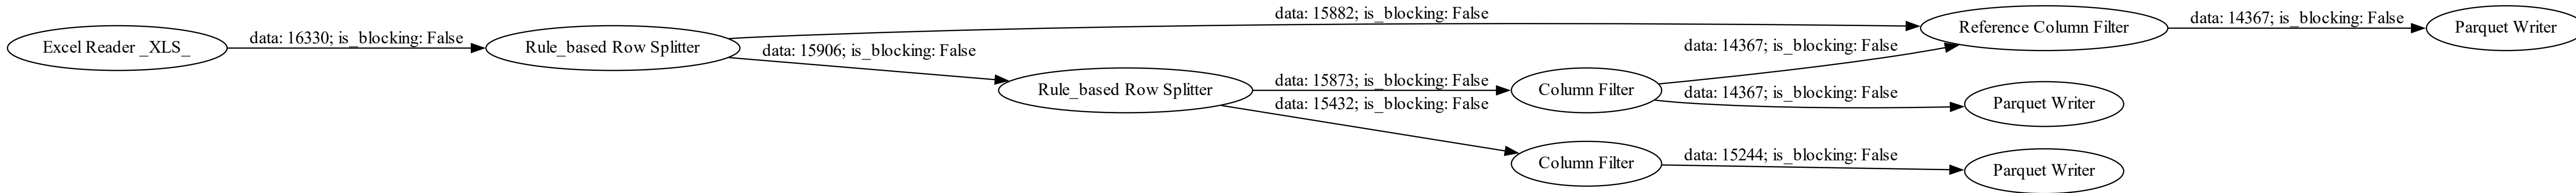 Excel Reader _XLS_
data: 16330; is_blocking: False
Rule_based Row Splitter
data: 15882; is_blocking: False
Reference Column Filter
data: 14367; is_blocking: False
Parquet Writer
data: 15906; is_blocking: False
Rule_based Row Splitter
data: 15873; is_blocking: False
Column Filter
data: 14367; is_blocking: False
data: 14367; is_blocking: False
Parquet Writer
data: 15432; is_blocking: False
Column Filter
data: 15244; is_blocking: False
Parquet Writer